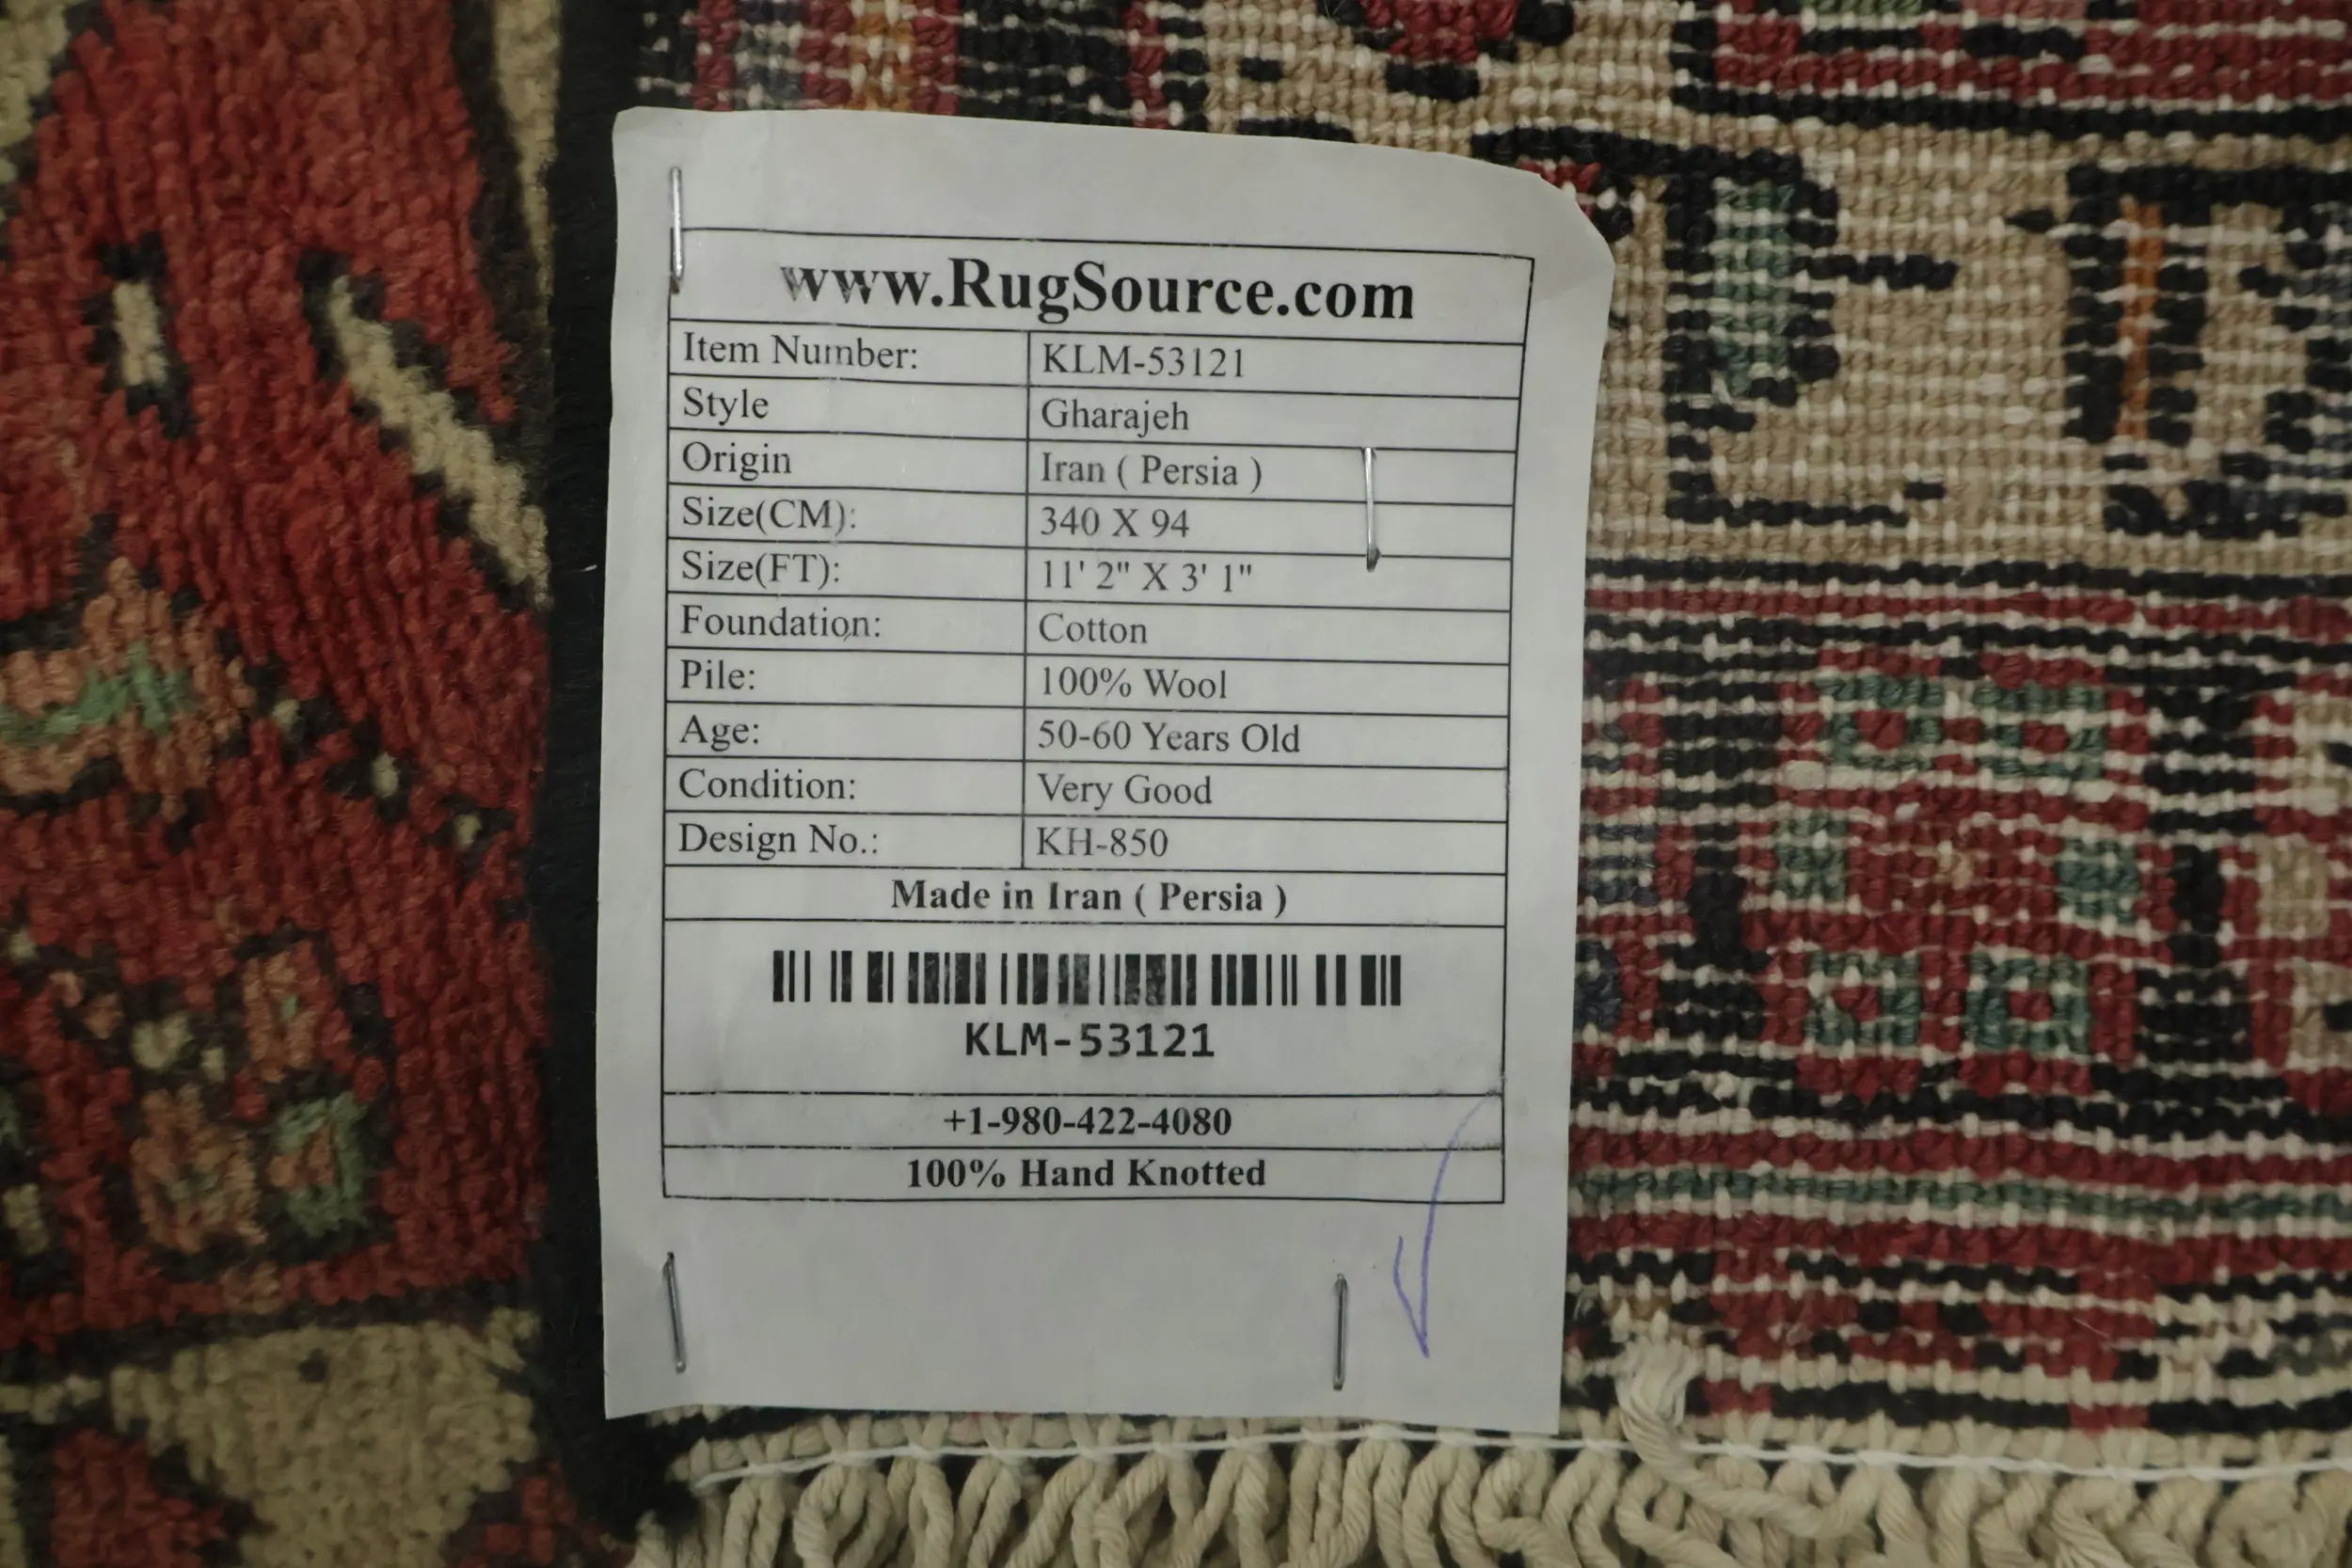 www.RugSource.com
Item Number: KLM-53121
Style Gharajeh
Origin Iran ( Persia )
Size(CM): 340 X 94
Size(FT): 11' 2" X 3' 1"
Foundation: Cotton
Pile: 100% Wool
Age: 50-60 Years Old
Condition: Very Good
Design No.: KH-850
Made in Iran ( Persia )
KLM-53121
+1-980-422-4080
100% Hand Knotted